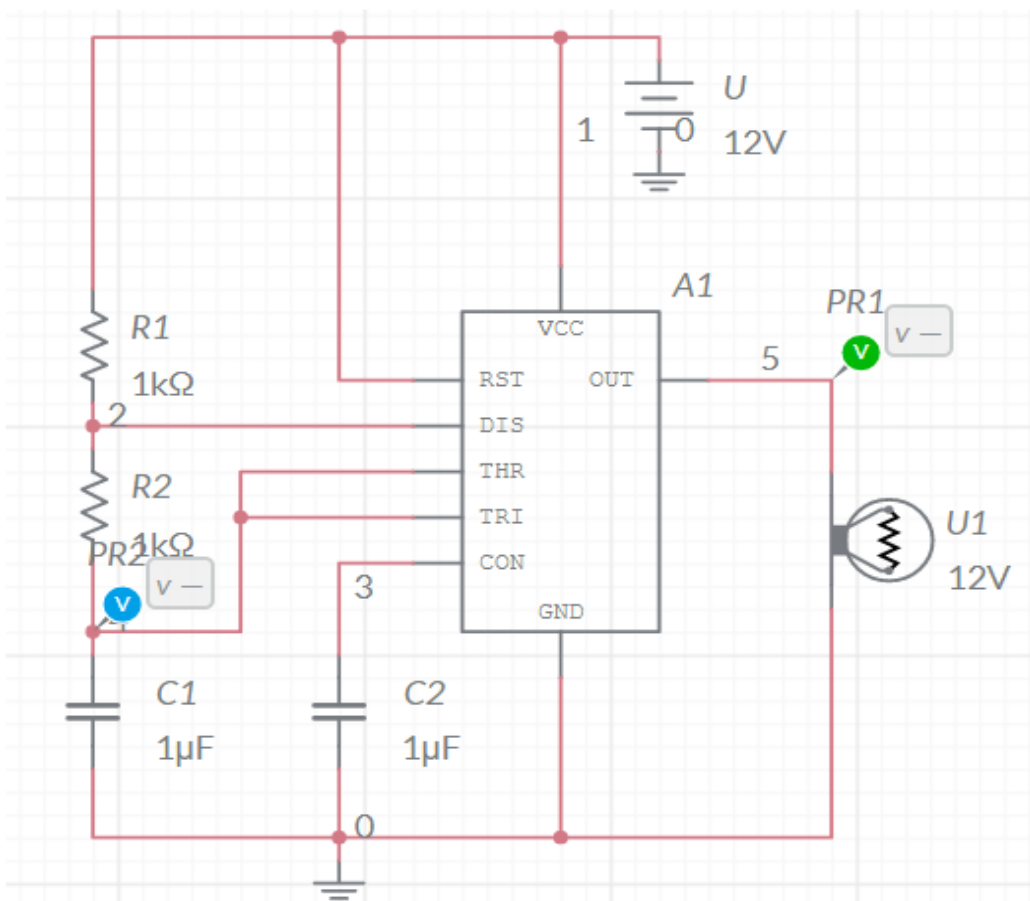 U
1
0
12V
A1
R1
1kΩ
2
VCC
RST
OUT
DIS
THR
TRI
CON
GND
5
PR1
V
v —
R2
1kΩ
PR2
V
v —
3
U1
12V
C1
1µF
C2
1µF
0